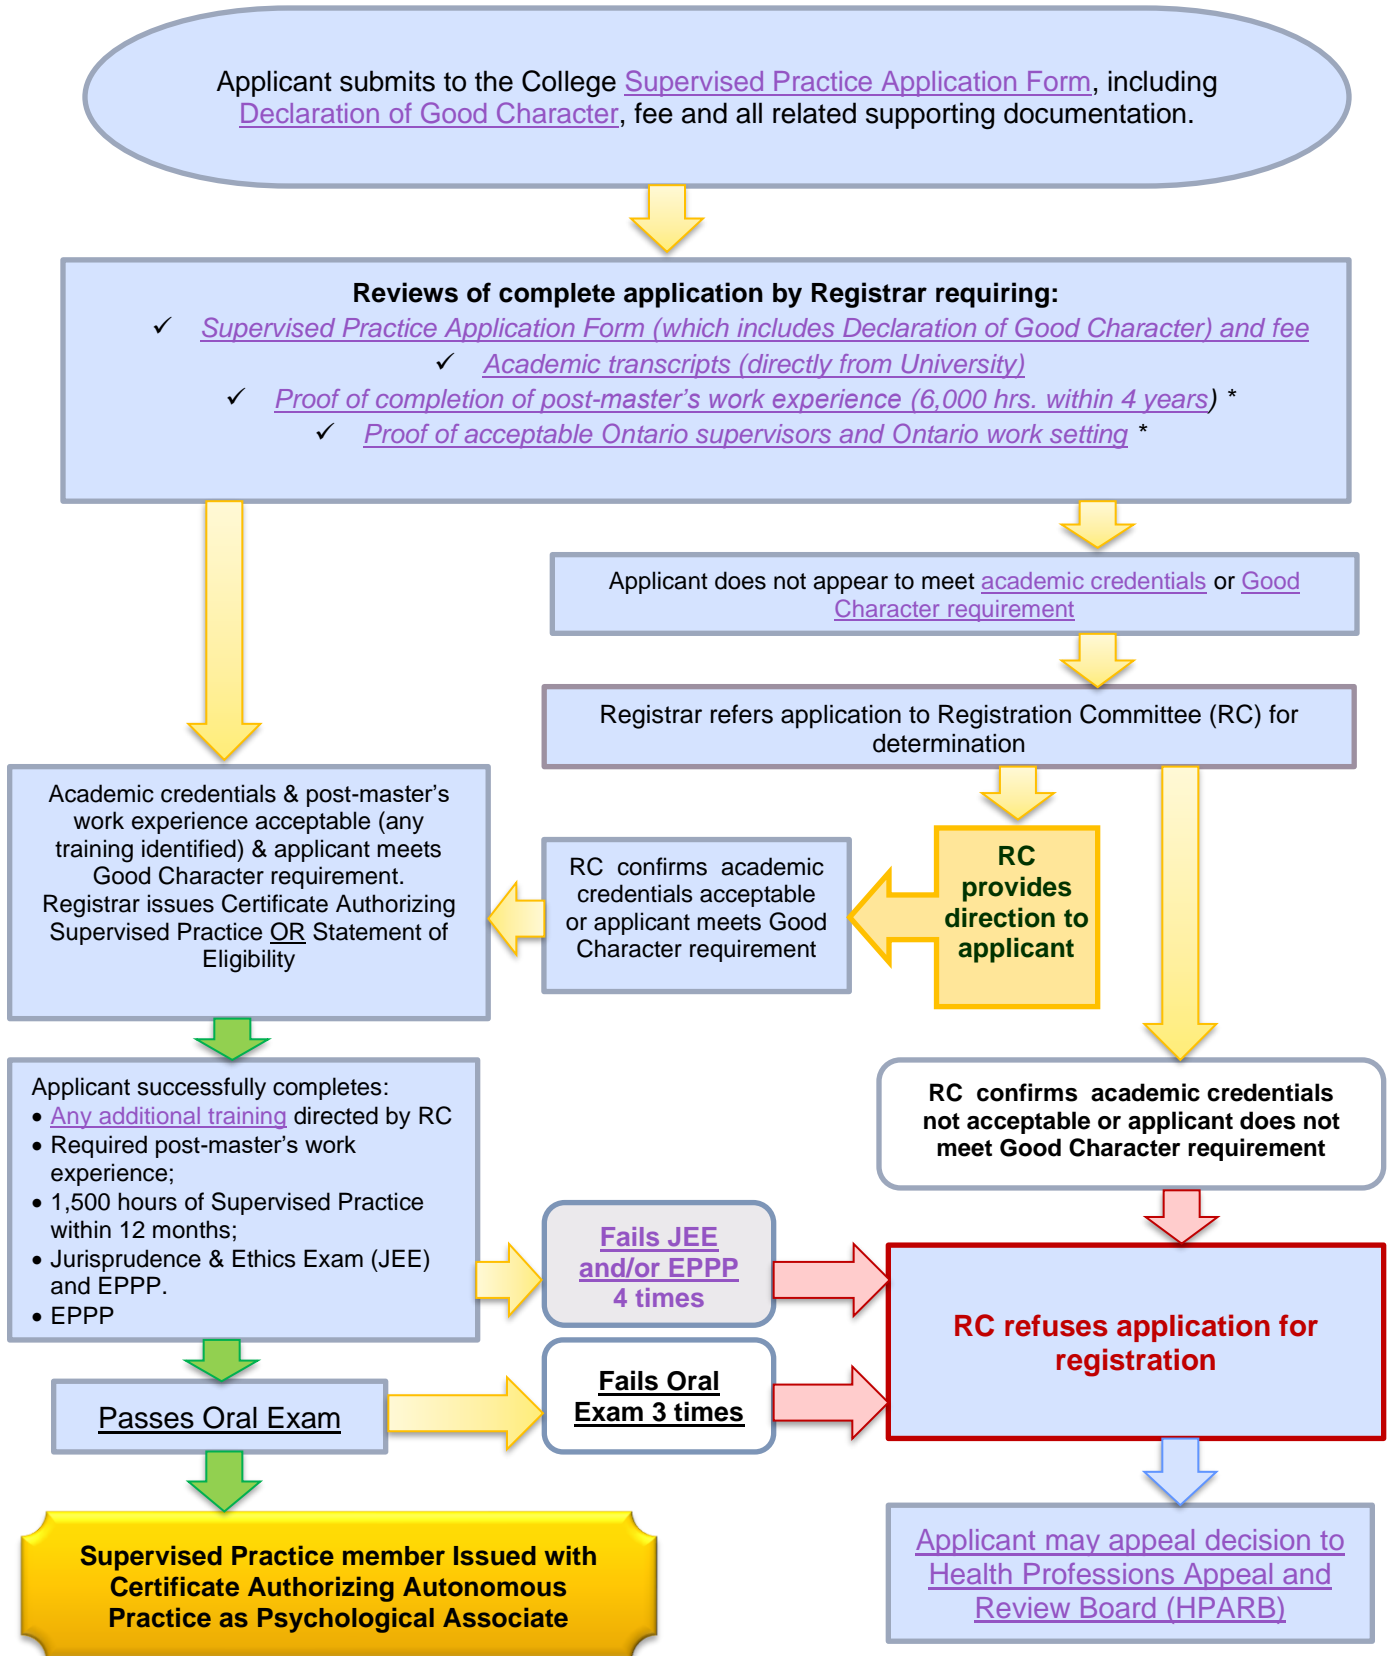 Applicant submits to the College Supervised Practice Application Form, including
Declaration of Good Character, fee and all related supporting documentation.
Reviews of complete application by Registrar requiring:
✓ Supervised Practice Application Form (which includes Declaration of Good Character) and fee
✓ Academic transcripts (directly from University)
✓ Proof of completion of post-master's work experience (6,000 hrs. within 4 years) *
✓ Proof of acceptable Ontario supervisors and Ontario work setting *
Applicant does not appear to meet academic credentials or Good
Character requirement
Registrar refers application to Registration Committee (RC) for
determination
Academic credentials & post-master's
work experience acceptable (any
training identified) & applicant meets
Good Character requirement.
Registrar issues Certificate Authorizing
Supervised Practice OR Statement of
Eligibility
RC confirms academic
credentials acceptable
or applicant meets Good
Character requirement
RC
provides
direction to
applicant
Applicant successfully completes:
• Any additional training directed by RC
• Required post-master's work
experience;
• 1,500 hours of Supervised Practice
within 12 months;
• Jurisprudence & Ethics Exam (JEE)
and EPPP.
• EPPP
RC confirms academic credentials
not acceptable or applicant does not
meet Good Character requirement
Fails JEE
and/or EPPP
4 times
RC refuses application for
registration
Passes Oral Exam
Fails Oral
Exam 3 times
Supervised Practice member Issued with
Certificate Authorizing Autonomous
Practice as Psychological Associate
Applicant may appeal decision to
Health Professions Appeal and
Review Board (HPARB)